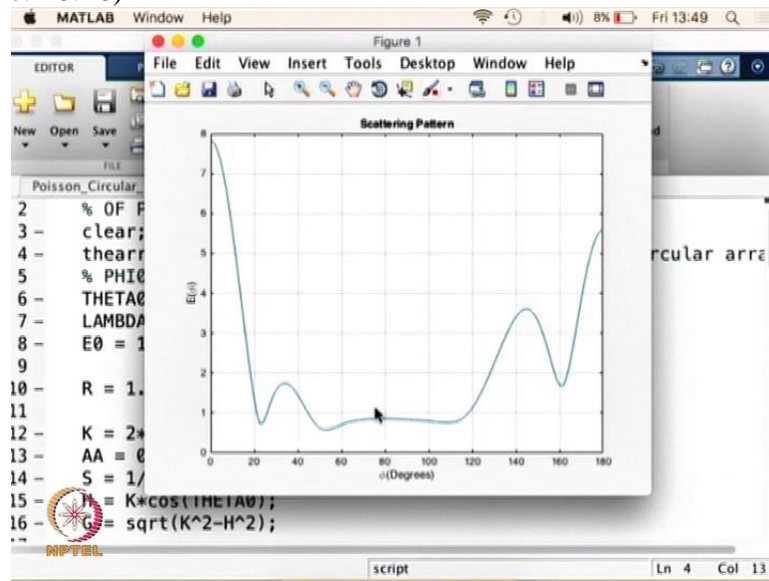 MATLAB Window Help 8% Fri 13:49
Figure 1
EDITOR
File Edit View Insert Tools Desktop Window Help
New Open Save
FILE
Scattering Pattern
Poisson_Circular_
2 % OF P
3 - clear;
4 - thearr rcular arra
5 % PHI0
6 - THETA0
7 - LAMBDA
8 - E0 = 1
9
10 - R = 1.
11
12 - K = 2*
13 - AA = 0
14 - S = 1/
15 - H = K*cos(THETA0);
16 - G = sqrt(K^2-H^2);
E(φ)
8
7
6
5
4
3
2
1
0
0 20 40 60 80 100 120 140 160 180
φ(Degrees)
NPTEL
script Ln 4 Col 13